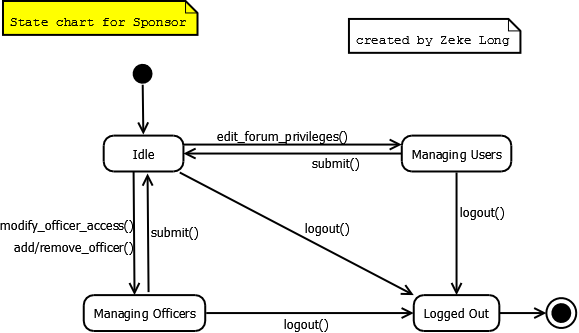 State chart for Sponsor
created by Zeke Long
edit_forum_privileges()
Idle
Managing Users
submit()
modify_officer_access()
submit()
logout()
logout()
add/remove_officer()
Managing Officers
Logged Out
logout()